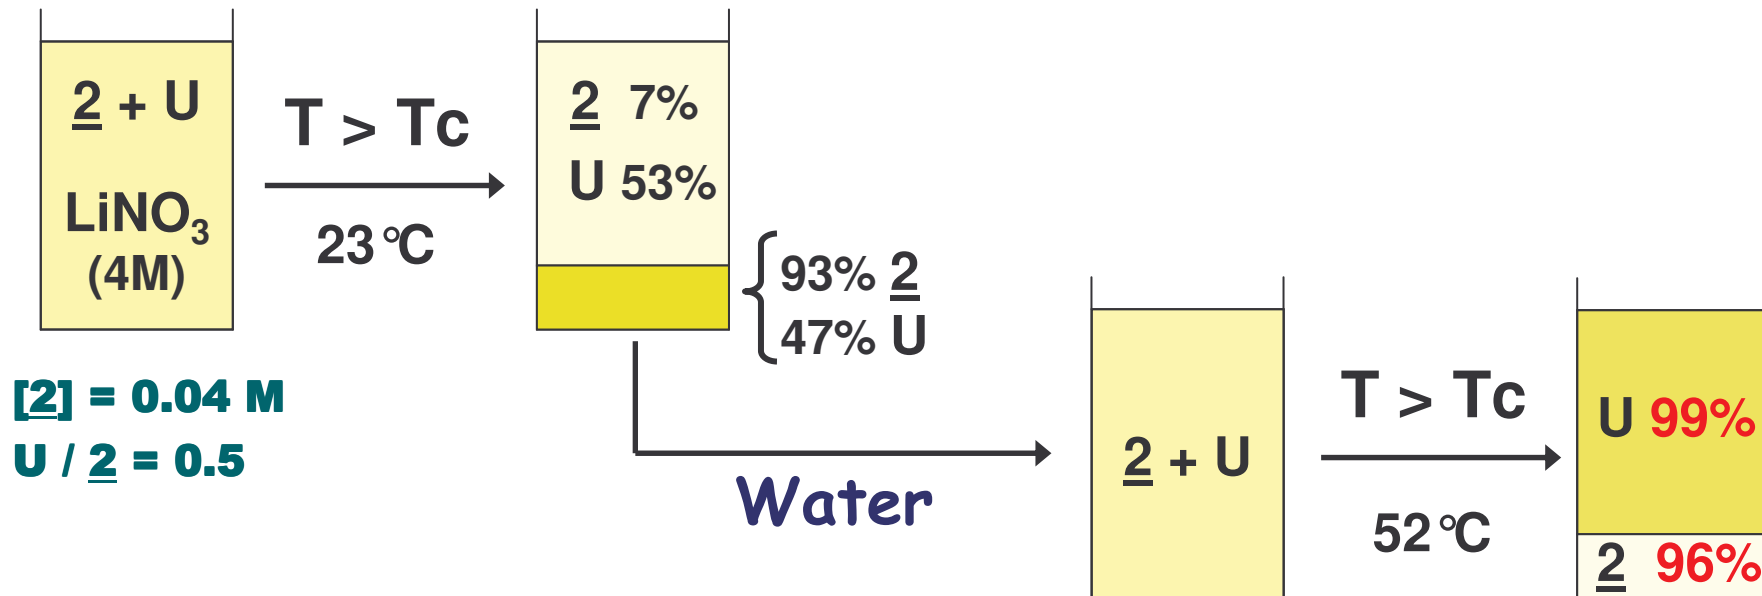 2 + U
LiNO3
(4M)
T > Tc
23 °C
2 7%
U 53%
93% 2
47% U
[2] = 0.04 M
U / 2 = 0.5
Water
2 + U
T > Tc
52 °C
U 99%
2 96%